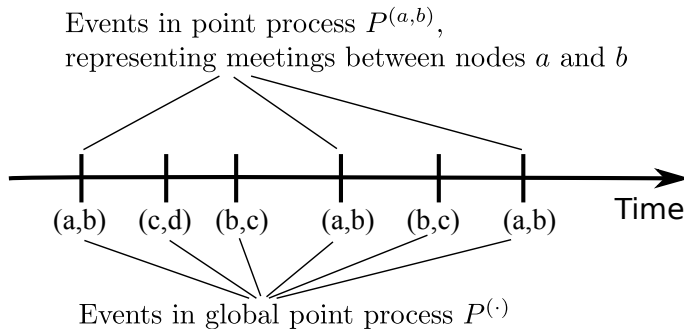 Events in point process P^(a,b),
representing meetings between nodes a and b
(a,b) (c,d) (b,c) (a,b) (b,c) (a,b)
Time
Events in global point process P^(·)